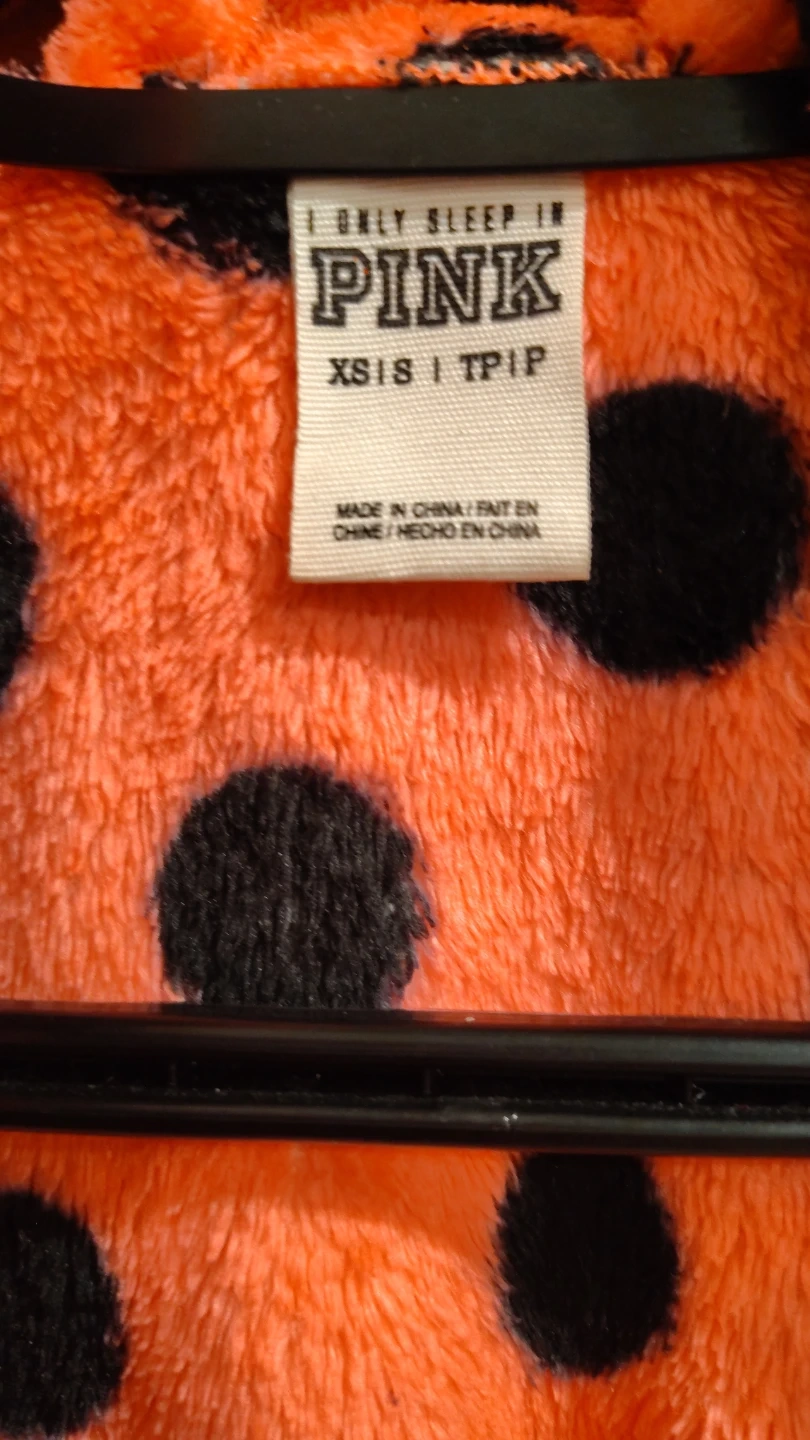 I ONLY SLEEP IN
PINK
XS|S | TP|P
MADE IN CHINA / FAIT EN
CHINE / HECHO EN CHINA